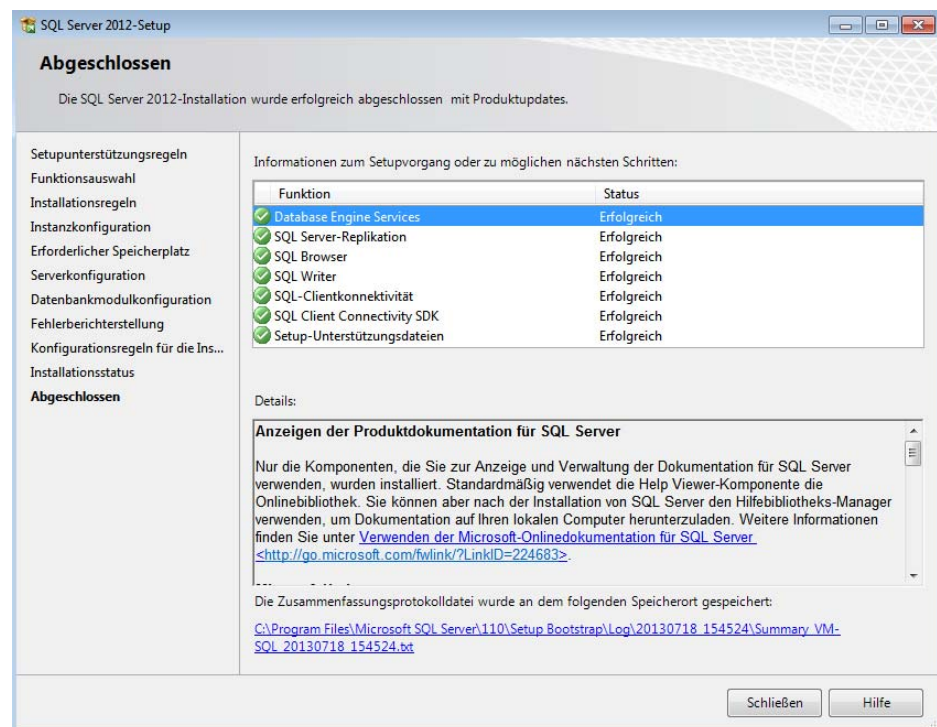 SQL Server 2012-Setup
Abgeschlossen
Die SQL Server 2012-Installation wurde erfolgreich abgeschlossen mit Produktupdates.
Setupunterstützungsregeln
Funktionsauswahl
Installationsregeln
Instanzkonfiguration
Erforderlicher Speicherplatz
Serverkonfiguration
Datenbankmodulkonfiguration
Fehlerberichterstellung
Konfigurationsregeln für die Ins...
Installationsstatus
Abgeschlossen
Informationen zum Setupvorgang oder zu möglichen nächsten Schritten:
Funktion Status
Database Engine Services Erfolgreich
SQL Server-Replikation Erfolgreich
SQL Browser Erfolgreich
SQL Writer Erfolgreich
SQL-Clientkonnektivität Erfolgreich
SQL Client Connectivity SDK Erfolgreich
Setup-Unterstützungsdateien Erfolgreich
Details:
Anzeigen der Produktdokumentation für SQL Server
Nur die Komponenten, die Sie zur Anzeige und Verwaltung der Dokumentation für SQL Server
verwenden, wurden installiert. Standardmäßig verwendet die Help Viewer-Komponente die
Onlinebibliothek. Sie können aber nach der Installation von SQL Server den Hilfebibliotheks-Manager
verwenden, um Dokumentation auf Ihren lokalen Computer herunterzuladen. Weitere Informationen
finden Sie unter Verwenden der Microsoft-Onlinedokumentation für SQL Server
<http://go.microsoft.com/fwlink/?LinkID=224683>.
Die Zusammenfassungsprotokolldatei wurde an dem folgenden Speicherort gespeichert:
C:\Program Files\Microsoft SQL Server\110\Setup Bootstrap\Log\20130718_154524\Summary_VM-
SQL_20130718_154524.txt
Schließen Hilfe